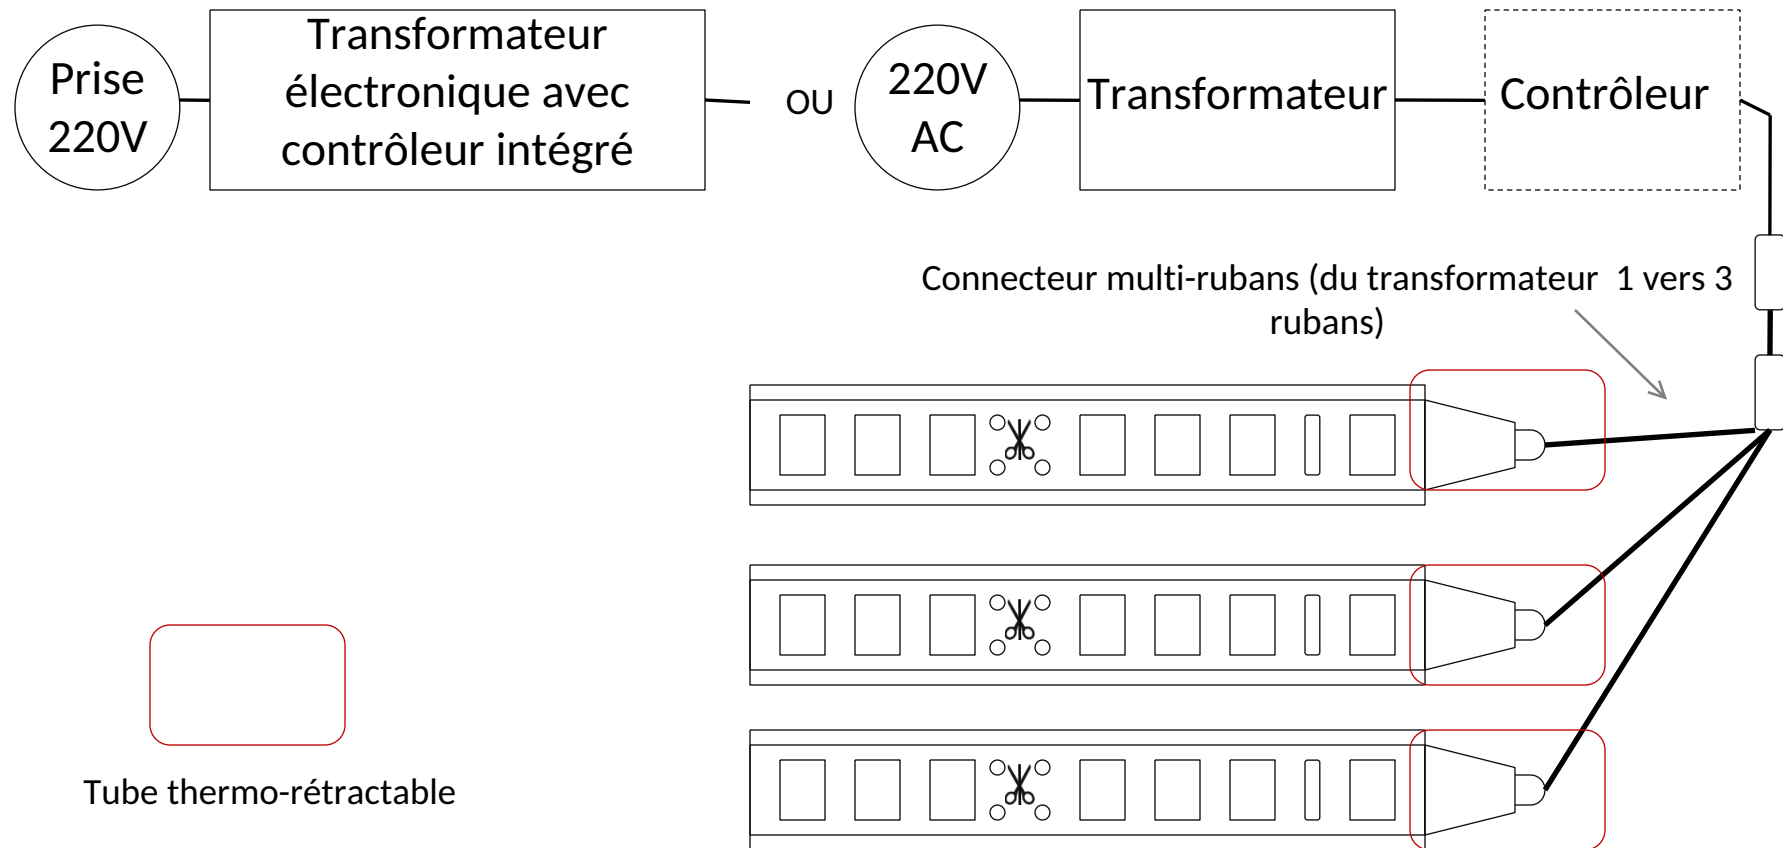 Prise
220V
Transformateur
électronique avec
contrôleur intégré
OU
220V
AC
Transformateur
Contrôleur
Connecteur multi-rubans (du transformateur  1 vers 3
rubans)
Tube thermo-rétractable